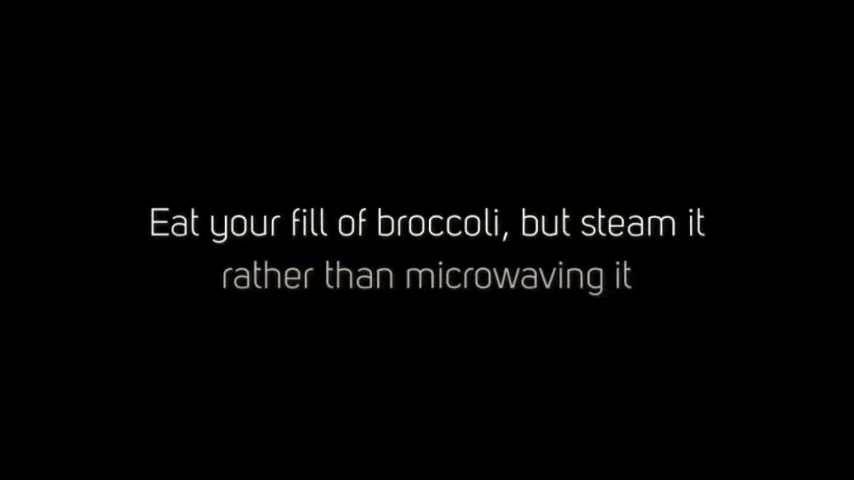 Eat your fill of broccoli, but steam it
rather than microwaving it